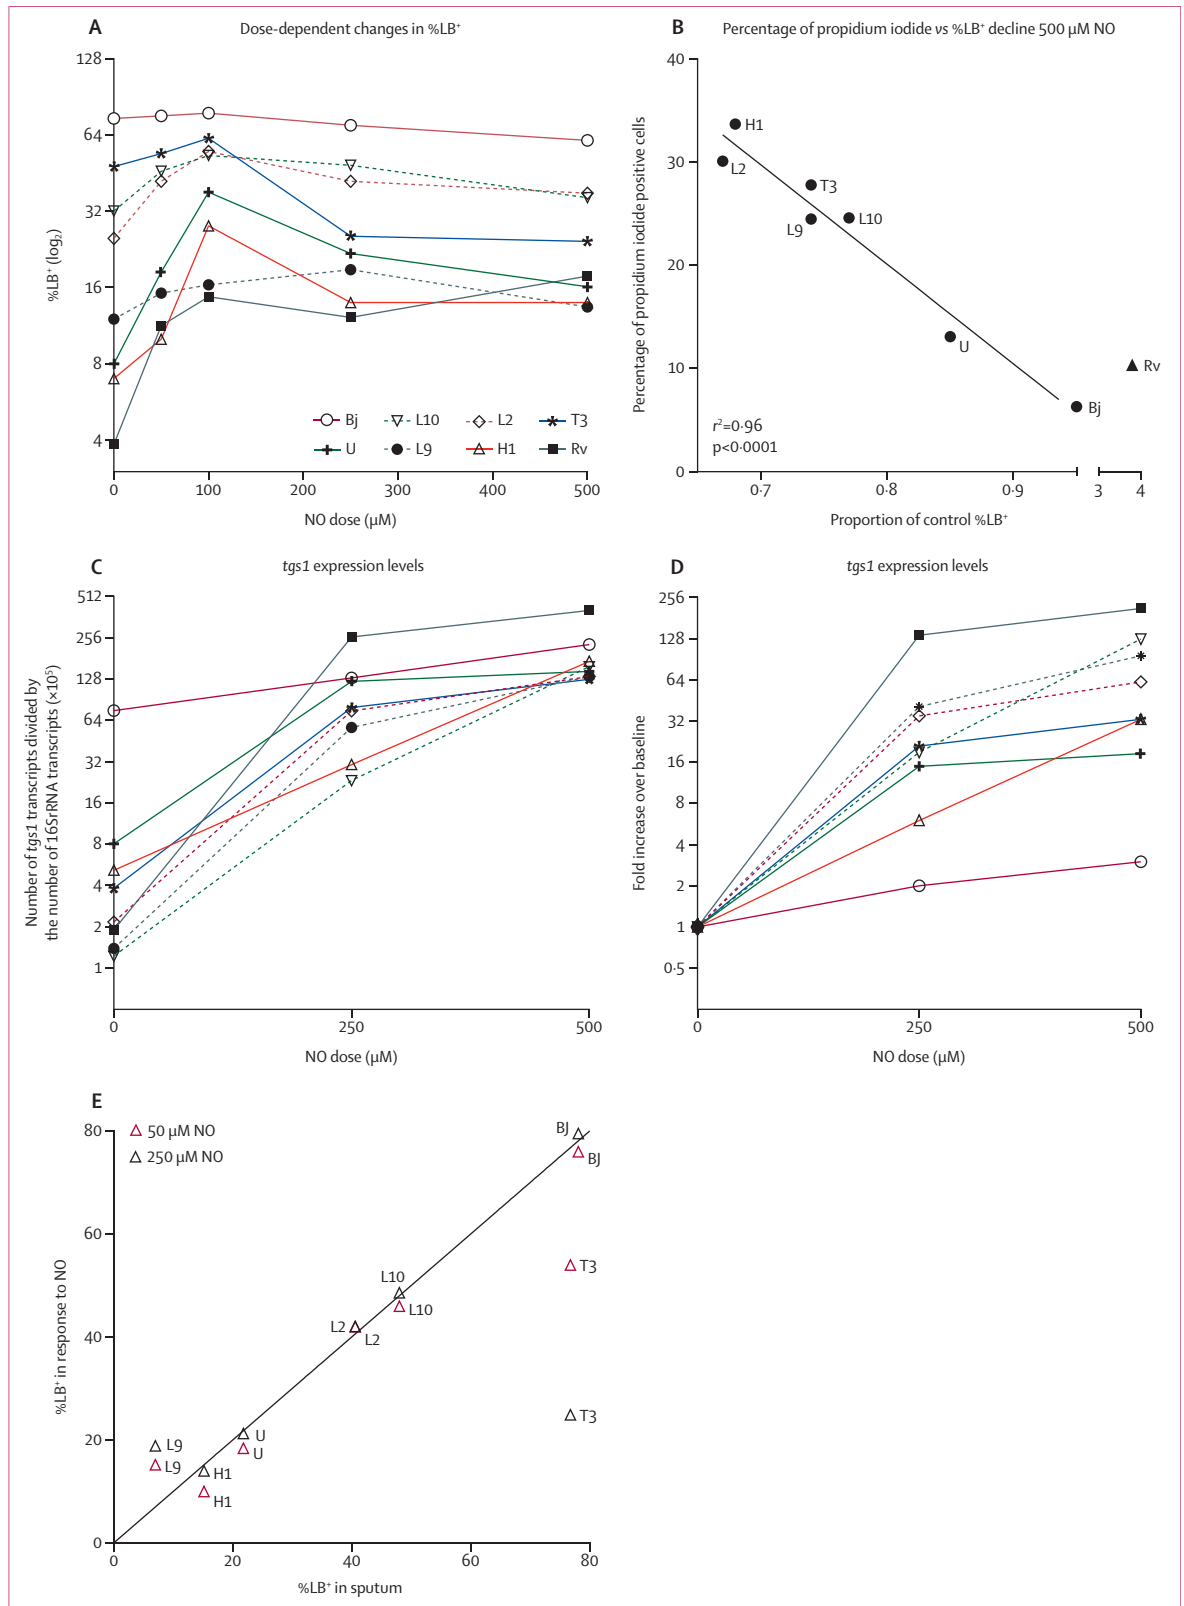 A
Dose-dependent changes in %LB⁺
128
64
32
16
8
4
%LB⁺ (log₂)
0
100
200
300
400
500
NO dose (µM)
Bj
L10
L2
T3
U
L9
H1
Rv
B
Percentage of propidium iodide vs %LB⁺ decline 500 µM NO
40
30
20
10
0
Percentage of propidium iodide positive cells
H1
L2
T3
L9
L10
U
Bj
Rv
r²=0·96
p<0·0001
0·7
0·8
0·9
3
4
Proportion of control %LB⁺
C
tgs1 expression levels
512
256
128
64
32
16
8
4
2
1
Number of tgs1 transcripts divided by
the number of 16SrRNA transcripts (×10⁵)
0
250
500
NO dose (µM)
D
tgs1 expression levels
256
128
64
32
16
8
4
2
1
0·5
Fold increase over baseline
0
250
500
NO dose (µM)
E
50 µM NO
250 µM NO
80
60
40
20
0
%LB⁺ in response to NO
BJ
BJ
T3
L10
L10
L2
L2
T3
U
U
L9
L9
H1
H1
0
20
40
60
80
%LB⁺ in sputum